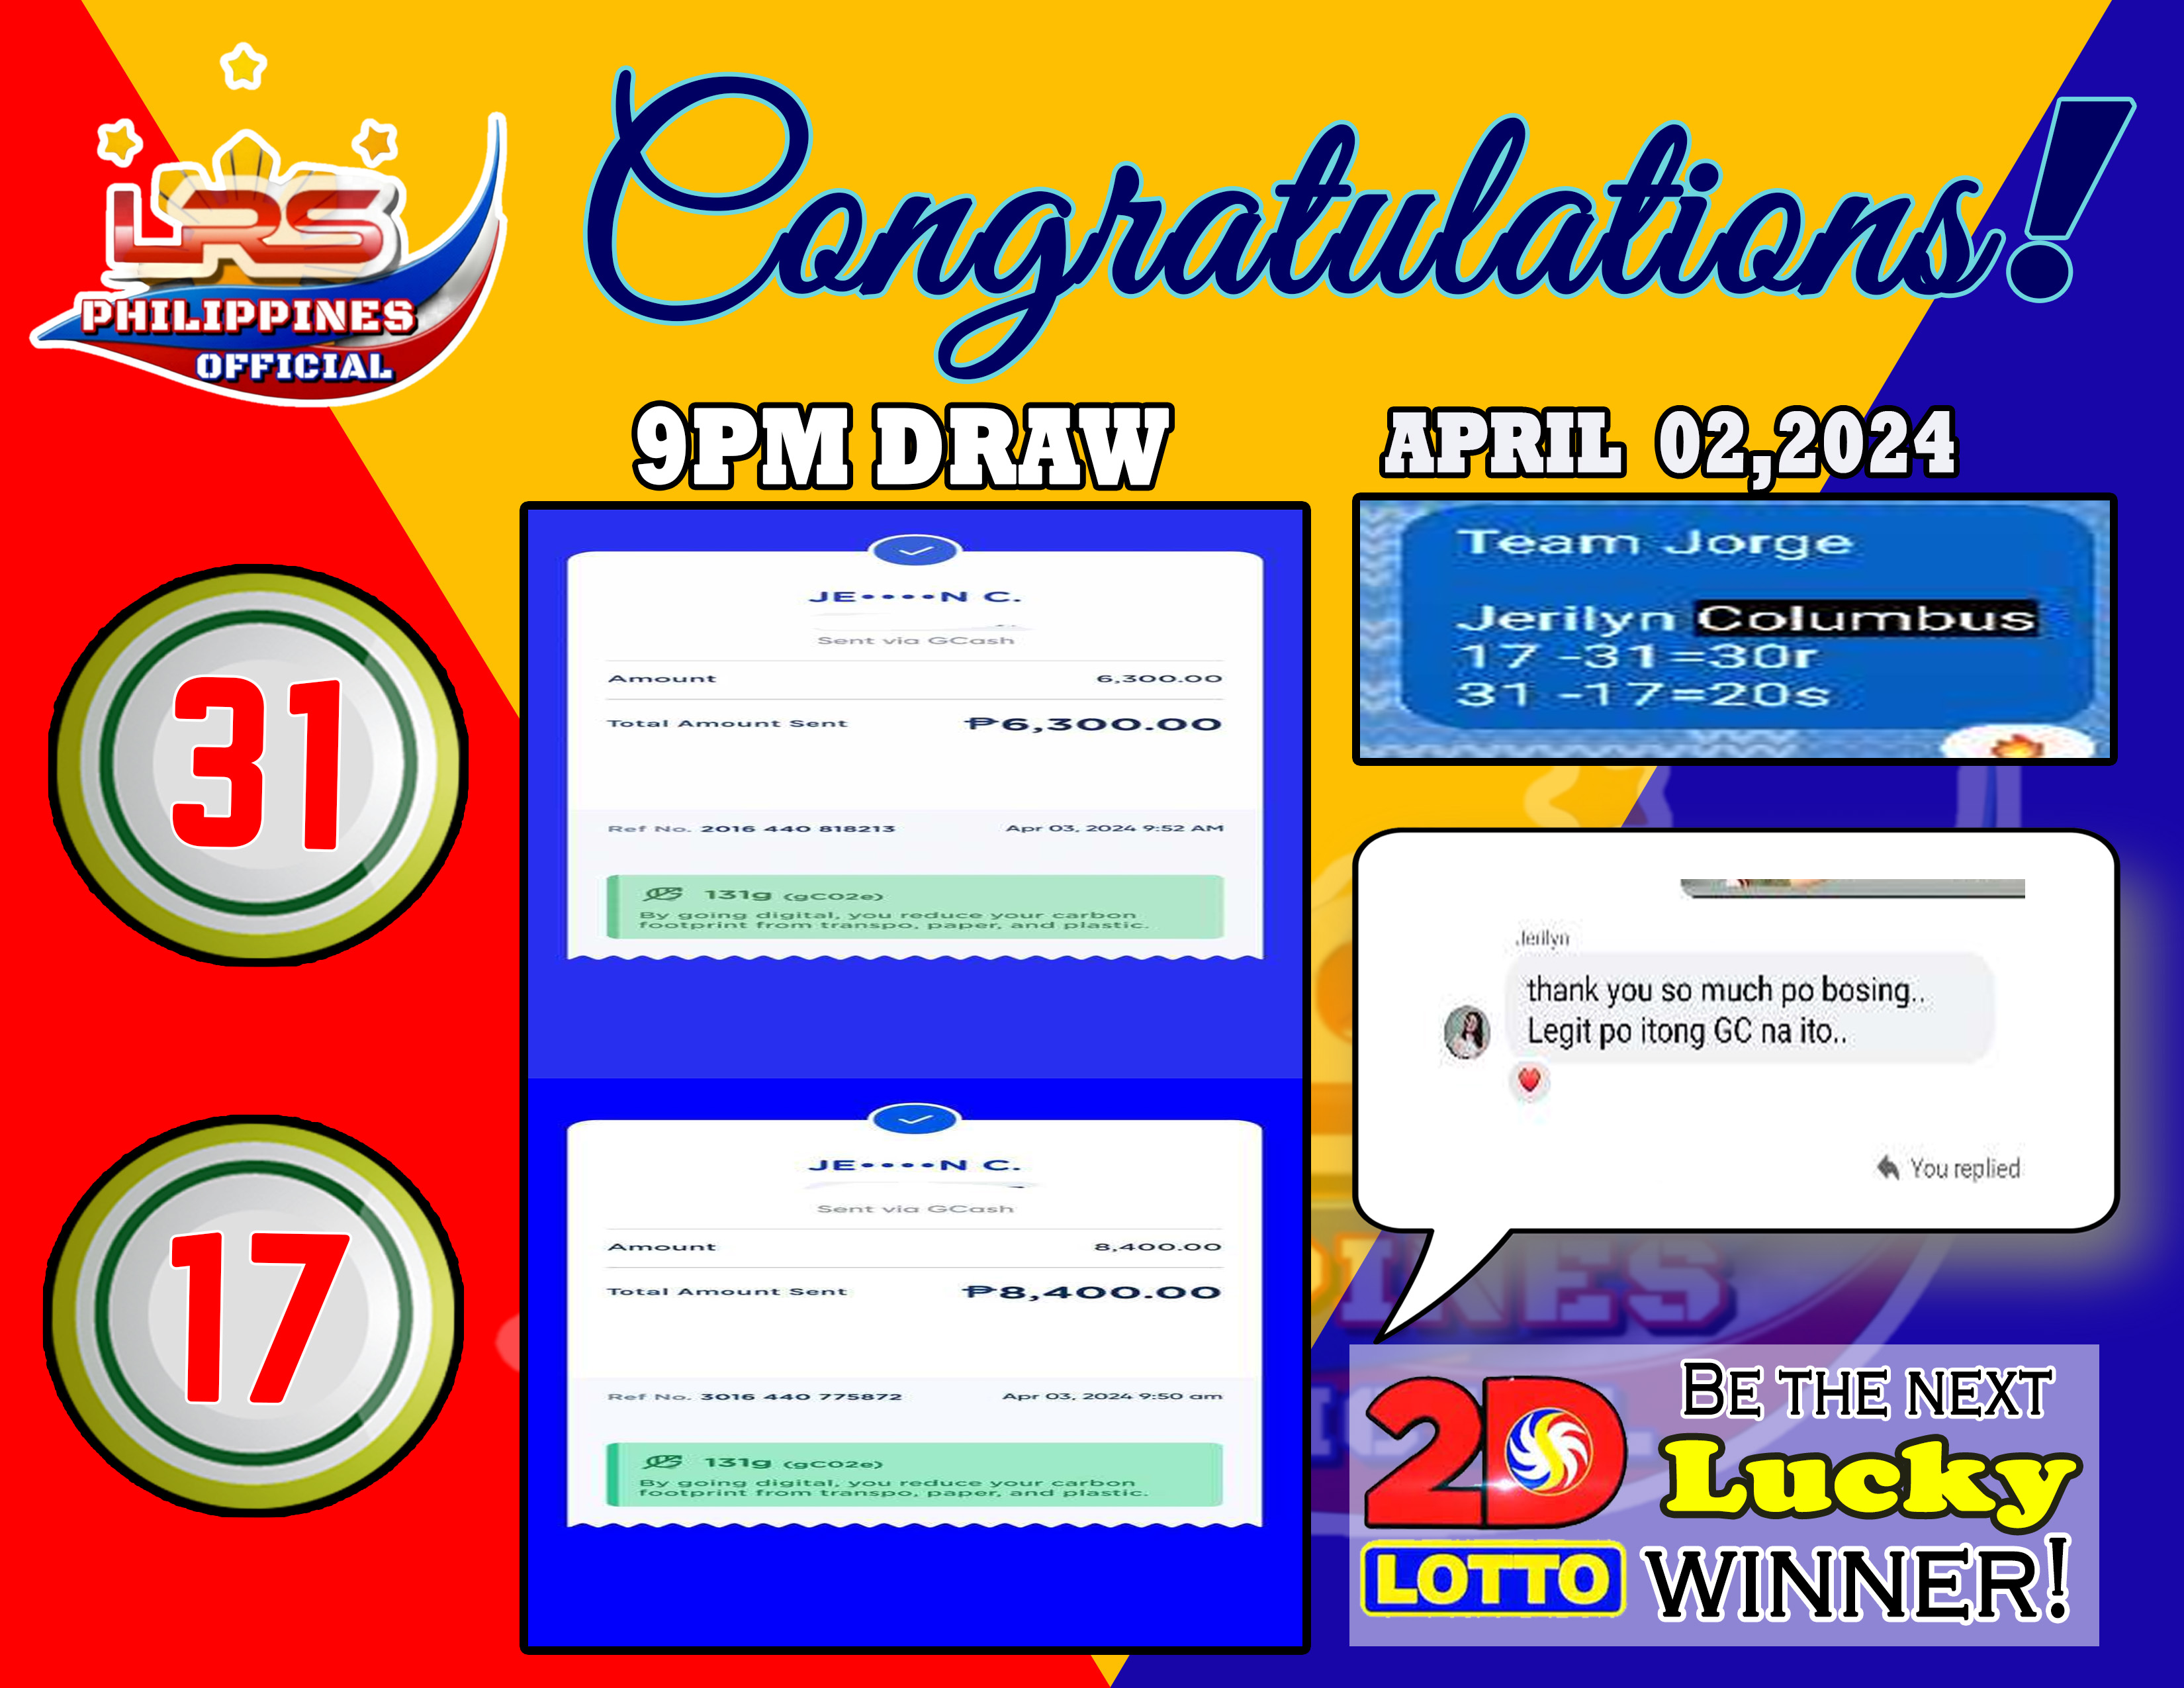 LRS
PHILIPPINES
OFFICIAL
Congratulations!
9PM DRAW
APRIL 02,2024
31
17
JE••••N C.
Sent via GCash
Amount 6,300.00
Total Amount Sent ₱6,300.00
Ref No. 2016 440 818213 Apr 03, 2024 9:52 AM
131g (gCO2e)
By going digital, you reduce your carbon
footprint from transpo, paper, and plastic.
JE••••N C.
Sent via GCash
Amount 8,400.00
Total Amount Sent ₱8,400.00
Ref No. 3016 440 775872 Apr 03, 2024 9:50 am
131g (gCO2e)
By going digital, you reduce your carbon
footprint from transpo, paper, and plastic.
Team Jorge
Jerilyn Columbus
17 -31=30r
31 -17=20s
Jerilyn
thank you so much po bosing..
Legit po itong GC na ito..
You replied
2D
LOTTO
BE THE NEXT
Lucky
WINNER!